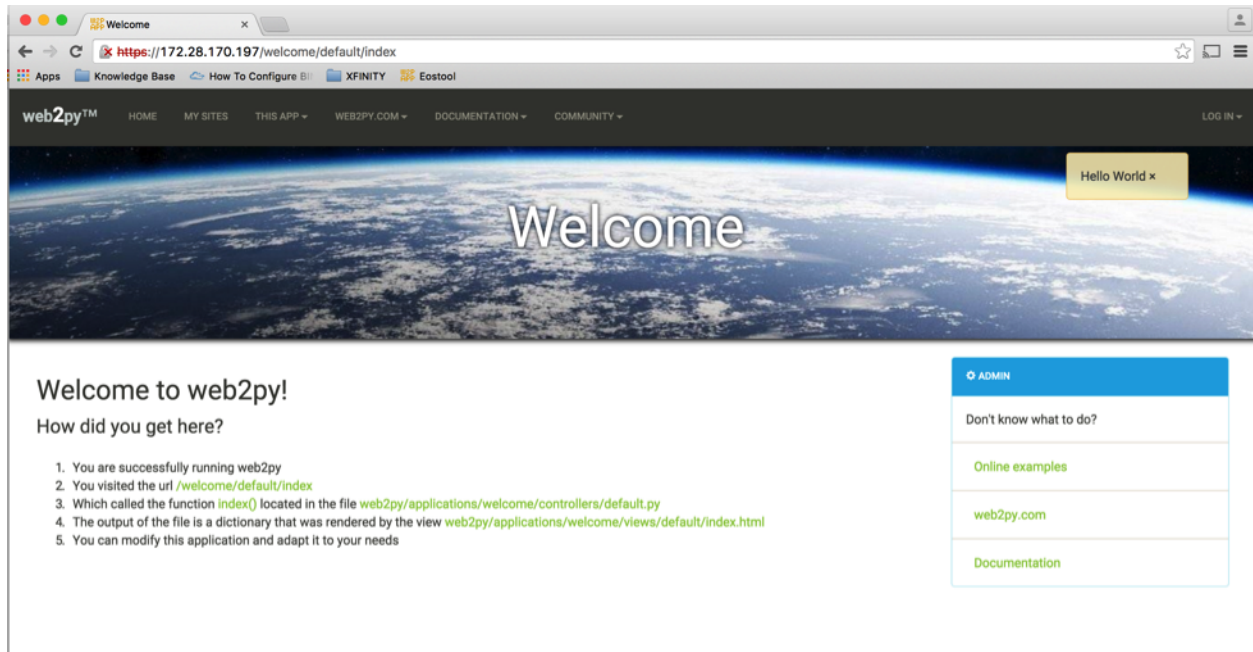 Welcome ×
https://172.28.170.197/welcome/default/index
Apps Knowledge Base How To Configure XFINITY Eostool
web2py™ HOME MY SITES THIS APP WEB2PY.COM DOCUMENTATION COMMUNITY LOG IN
Hello World ×
Welcome
Welcome to web2py!
How did you get here?
1. You are successfully running web2py
2. You visited the url /welcome/default/index
3. Which called the function index() located in the file web2py/applications/welcome/controllers/default.py
4. The output of the file is a dictionary that was rendered by the view web2py/applications/welcome/views/default/index.html
5. You can modify this application and adapt it to your needs
ADMIN
Don't know what to do?
Online examples
web2py.com
Documentation